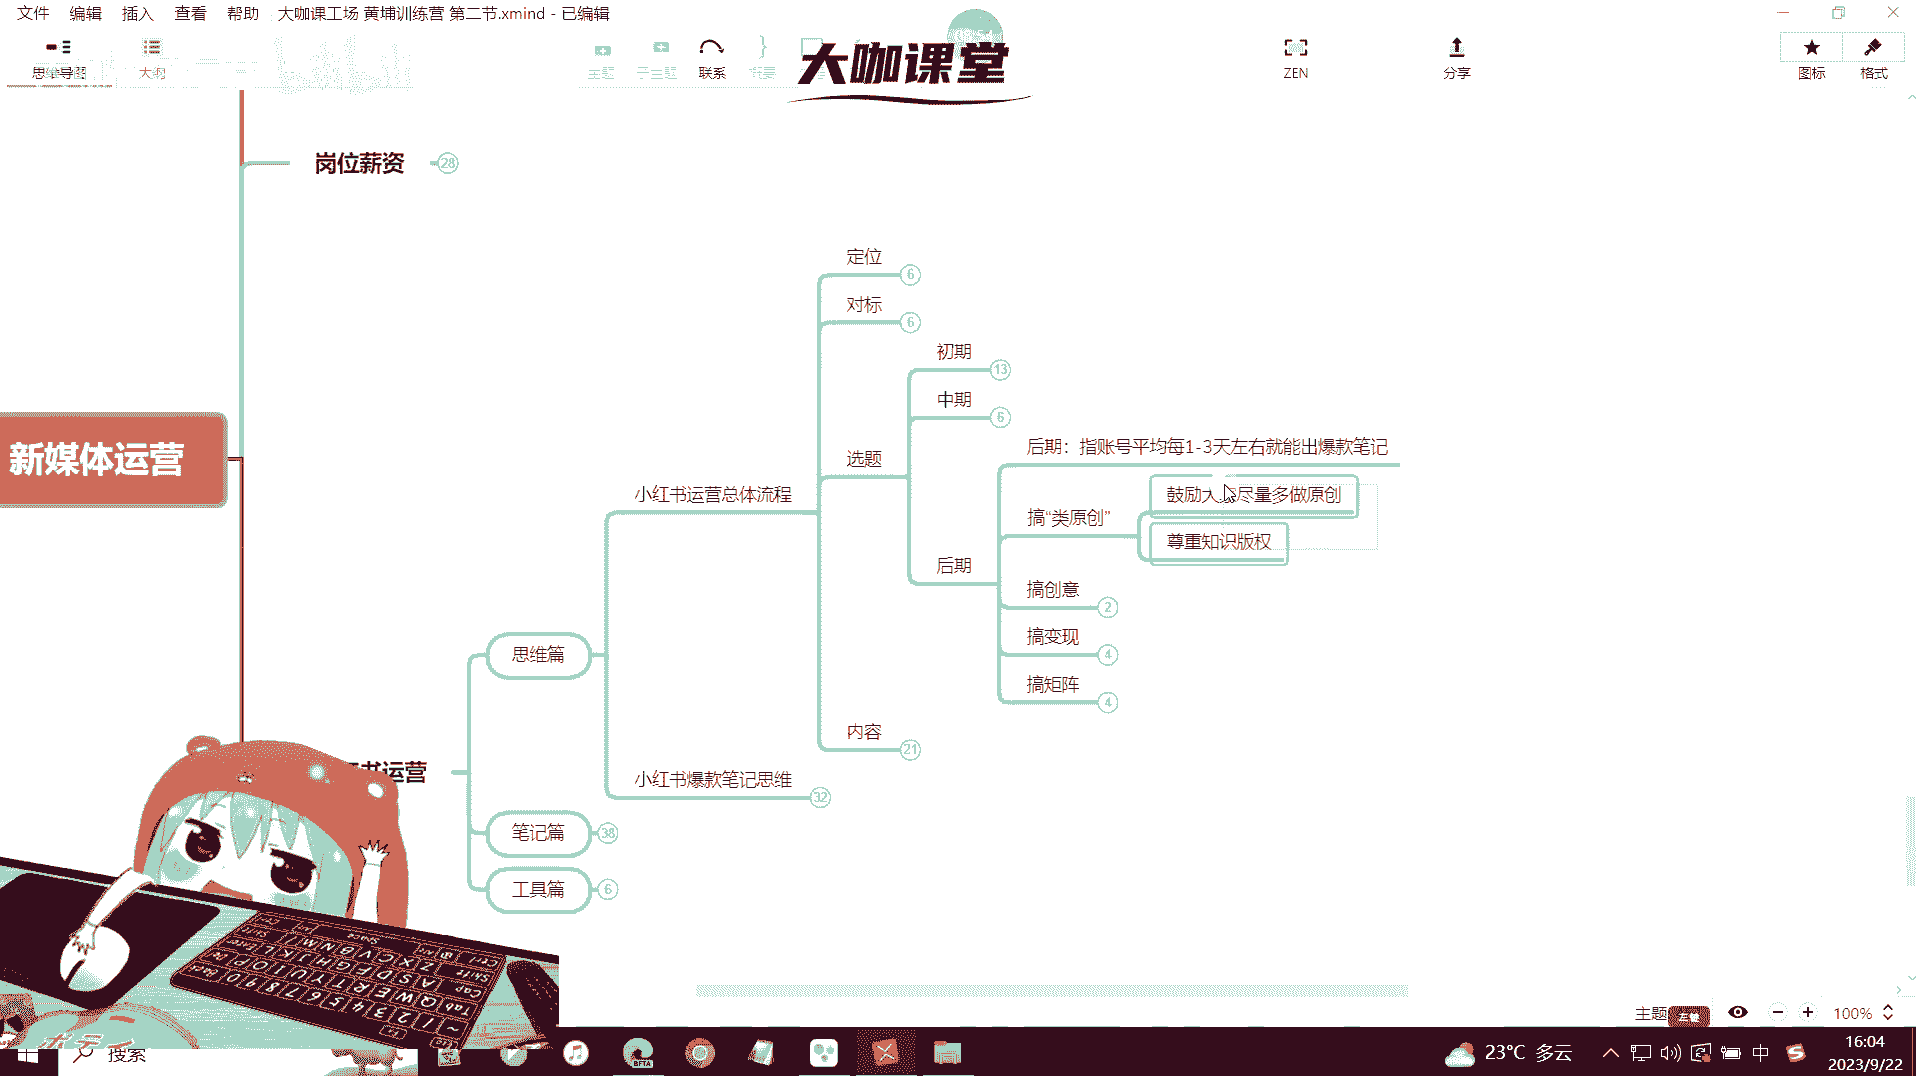 文件 编辑 插入 查看 帮助 大咖课工场 黄埔训练营 第二节.xmind - 已编辑
思维导图 大纲 主题 子主题 联系 概要 ZEN 分享 图标 格式
大咖课堂
岗位薪资 28
定位 6
对标 6
初期 13
中期 6
后期：指账号平均每1-3天左右就能出爆款笔记
新媒体运营
选题
小红书运营总体流程
鼓励大 尽量多做原创
搞“类原创”
尊重知识版权
后期
搞创意 2
搞变现 4
思维篇
搞矩阵 4
内容 21
书运营
小红书爆款笔记思维 32
笔记篇 38
工具篇 6
主题 100%
搜索
BETA
23°C 多云 中 16:04
2023/9/22